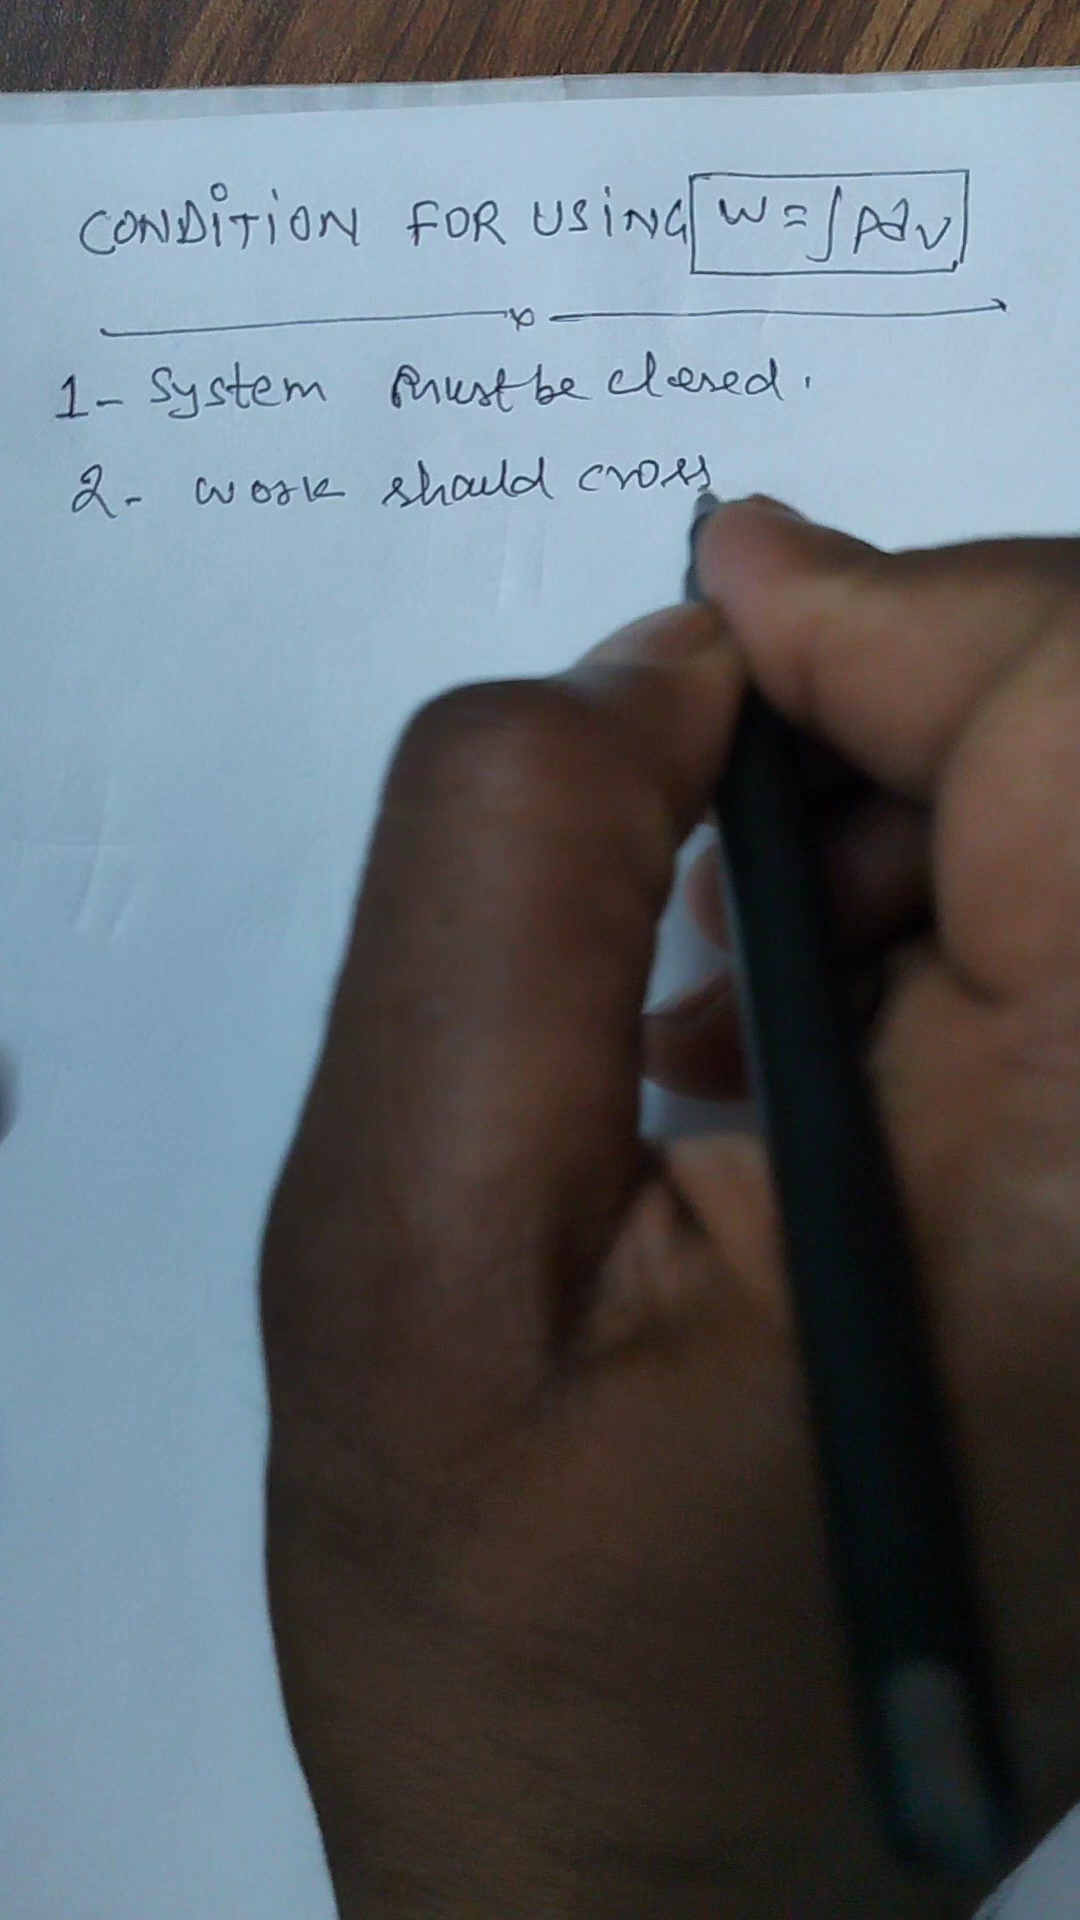 CONDITION FOR USING W = ∫ Pdv
1- System must be closed.
2- work should cross